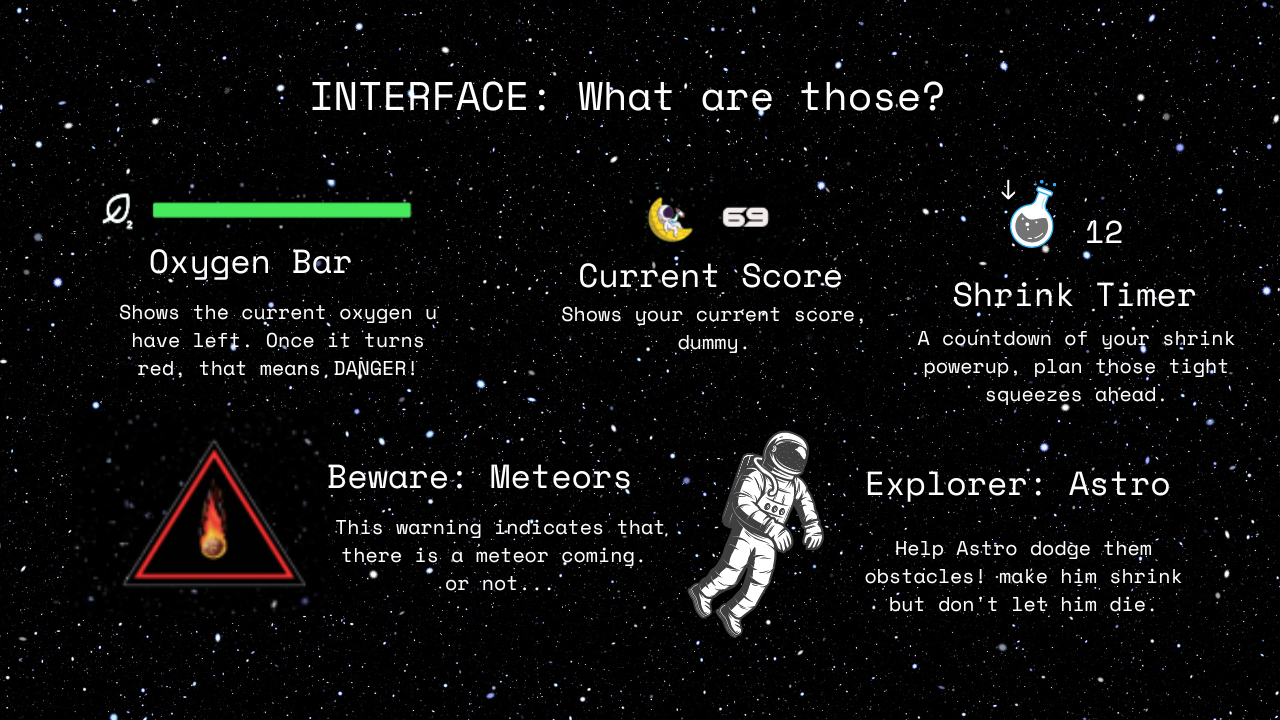 INTERFACE: What are those?
2
69
12
Oxygen Bar
Shows the current oxygen u
have left. Once it turns
red, that means DANGER!
Current Score
Shows your current score,
dummy.
Shrink Timer
A countdown of your shrink
powerup, plan those tight
squeezes ahead.
Beware: Meteors
This warning indicates that
there is a meteor coming.
or not...
Explorer: Astro
Help Astro dodge them
obstacles! make him shrink
but don't let him die.